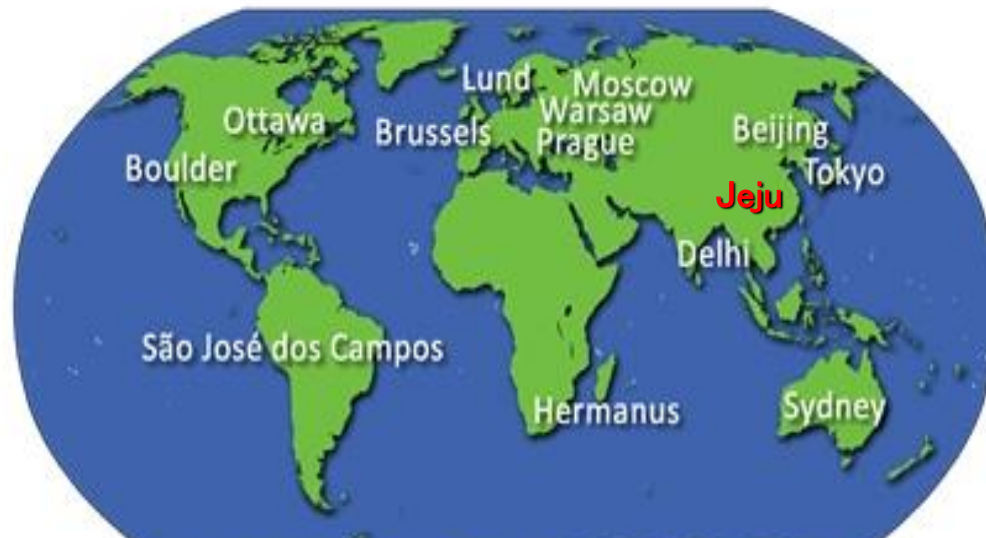 Lund
Moscow
Warsaw
Ottawa
Brussels
Prague
Beijing
Boulder
Tokyo
Jeju
Delhi
São José dos Campos
Hermanus
Sydney